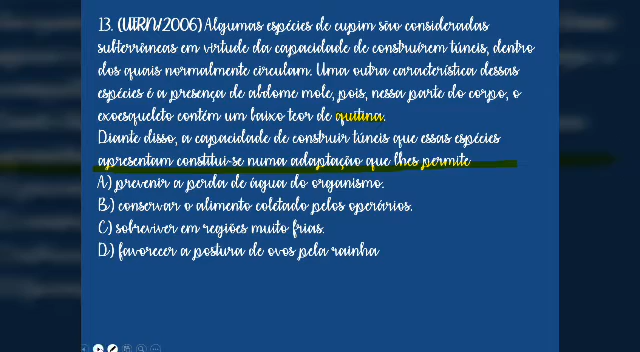 13. (UERN/2006) Algumas espécies de cupim são consideradas
subterrâneas em virtude da capacidade de construírem túneis, dentro
dos quais normalmente circulam. Uma outra característica dessas
espécies é a presença de abdome mole, pois, nessa parte do corpo, o
exoesqueleto contém um baixo teor de quitina.
Diante disso, a capacidade de construir túneis que essas espécies
apresentam constitui-se numa adaptação que lhes permite
A) prevenir a perda de água do organismo.
B) conservar o alimento coletado pelos operários.
C) sobreviver em regiões muito frias.
D) favorecer a postura de ovos pela rainha